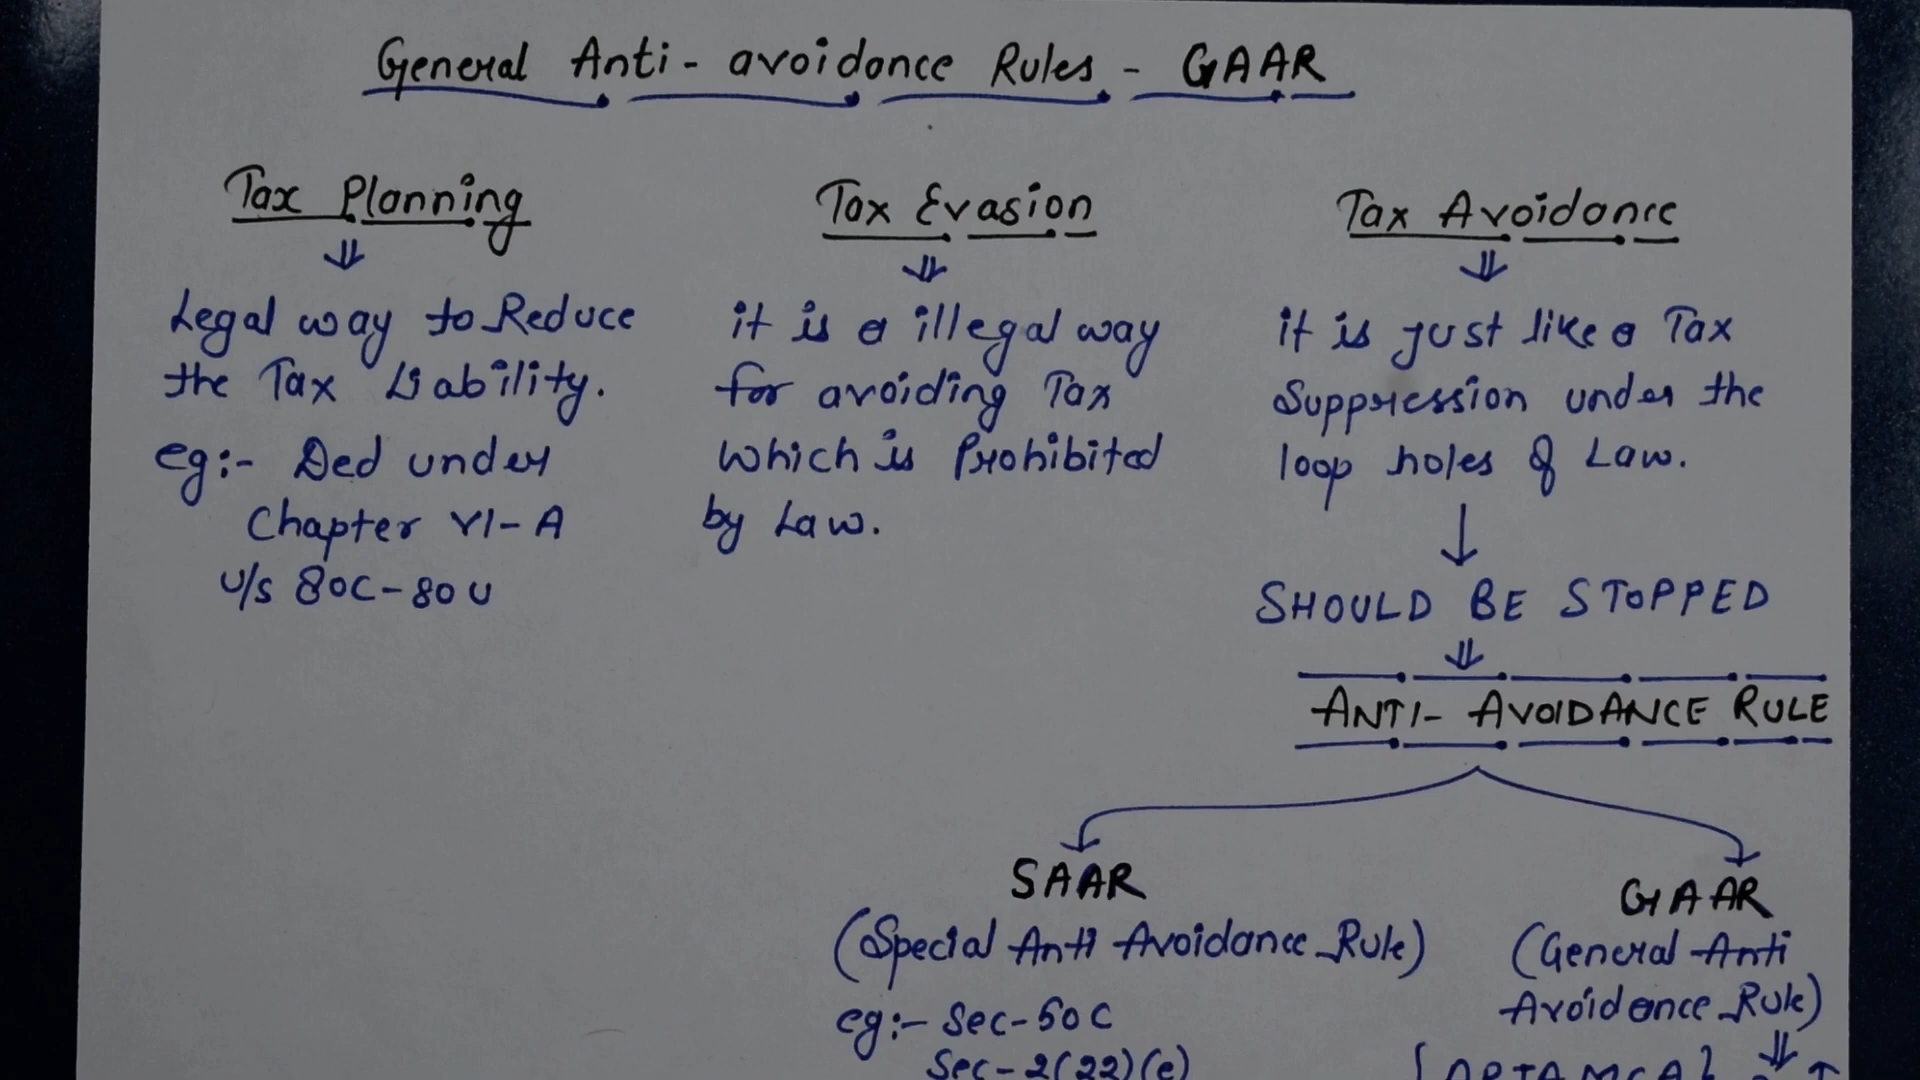 General Anti-avoidance Rules - GAAR
Tax Planning
Legal way to Reduce
the Tax Liability.
eg:- Ded under
Chapter VI-A
U/s 80C-80U
Tax Evasion
it is a illegal way
for avoiding Tax
which is Prohibited
by Law.
Tax Avoidance
it is just like a Tax
Suppression under the
loop holes of Law.
SHOULD BE STOPPED
ANTI-AVOIDANCE RULE
SAAR
(Special Anti Avoidance Rule)
eg:- Sec-50C
Sec-2(22)(e)
GAAR
(General Anti
Avoidance Rule)